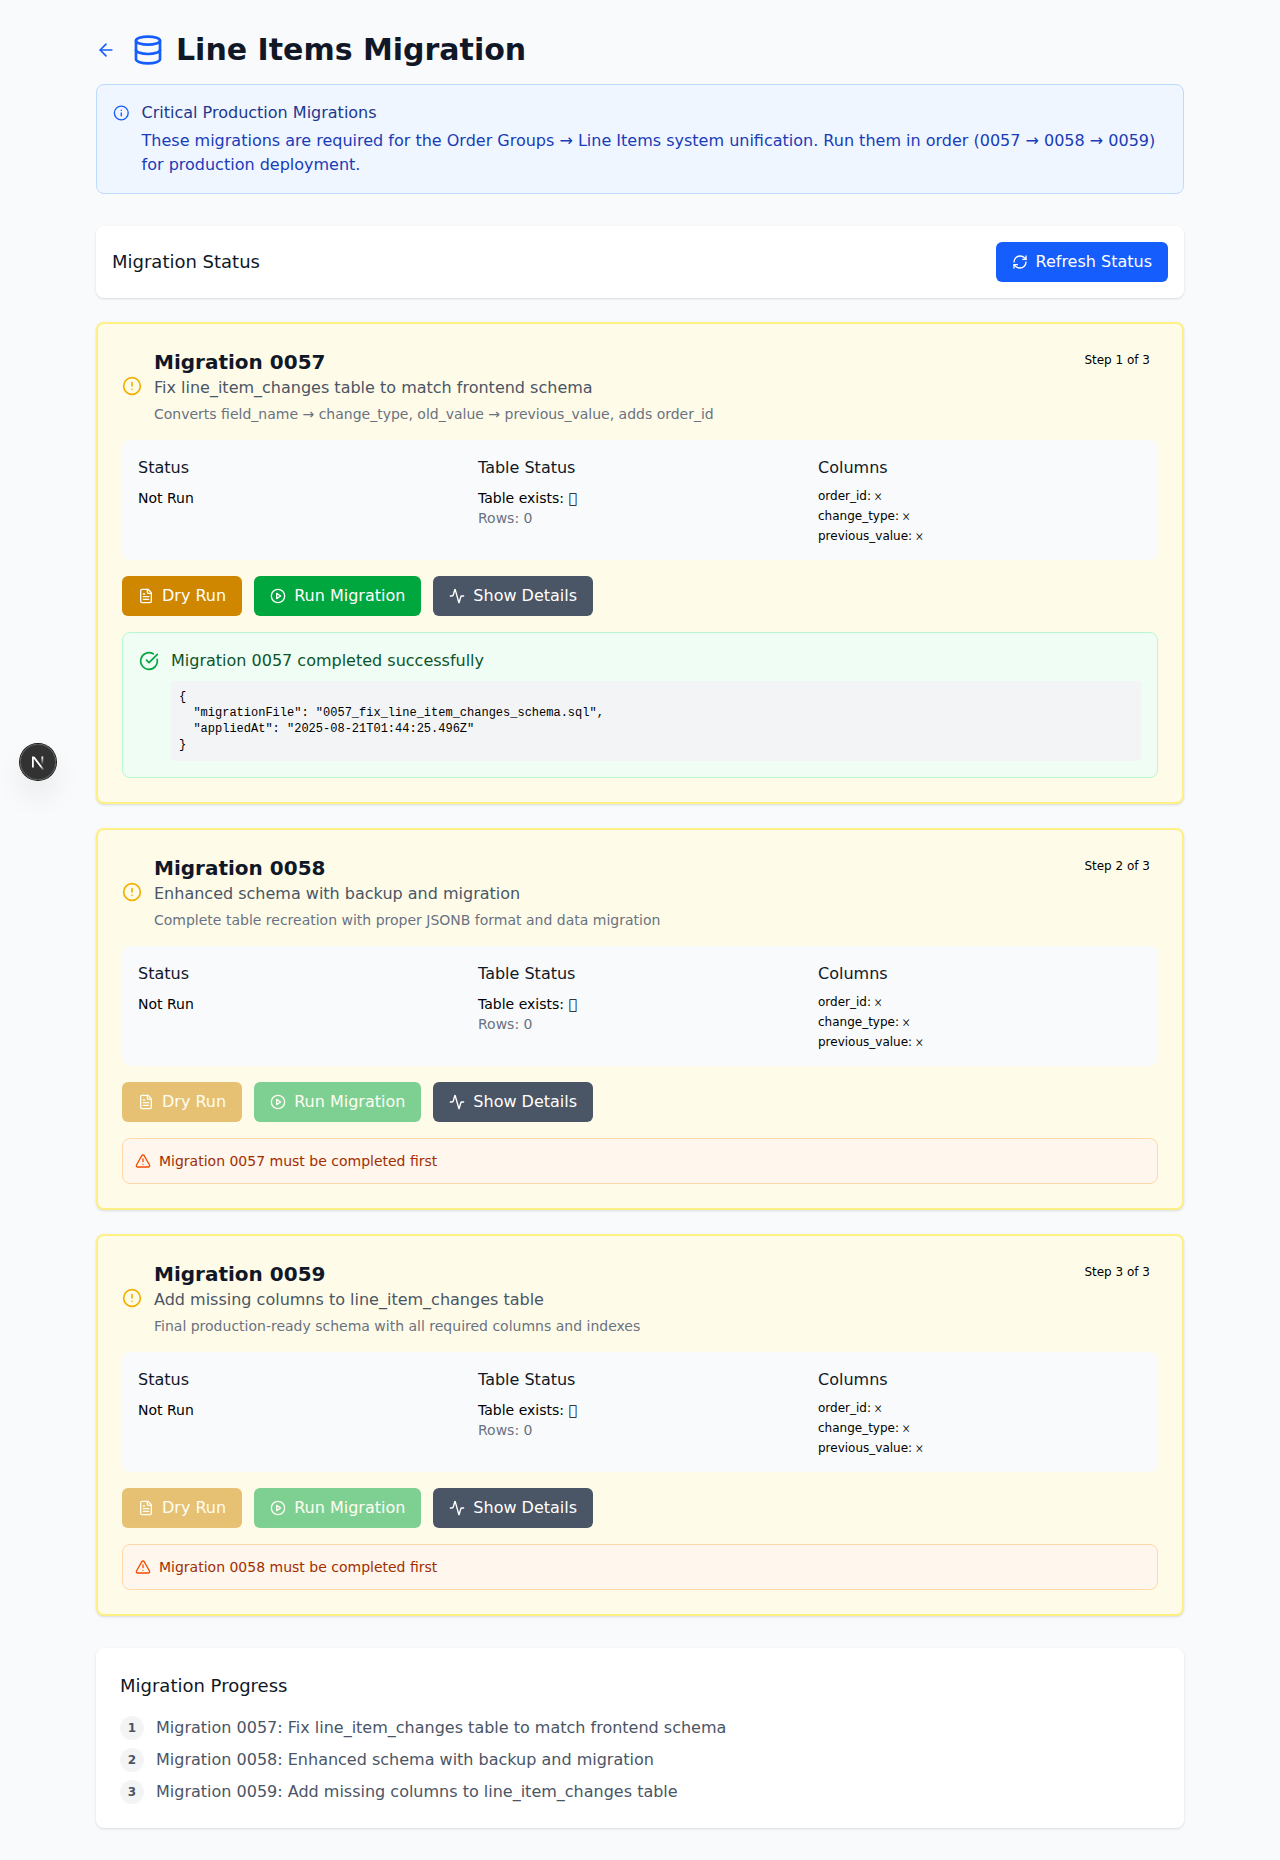 Line Items Migration
Critical Production Migrations
These migrations are required for the Order Groups → Line Items system unification. Run them in order (0057 → 0058 → 0059)
for production deployment.
Migration Status
Refresh Status
Migration 0057
Step 1 of 3
Fix line_item_changes table to match frontend schema
Converts field_name → change_type, old_value → previous_value, adds order_id
Status
Table Status
Columns
Not Run
Table exists:
Rows: 0
order_id: ×
change_type: ×
previous_value: ×
Dry Run
Run Migration
Show Details
Migration 0057 completed successfully
{
"migrationFile": "0057_fix_line_item_changes_schema.sql",
"appliedAt": "2025-08-21T01:44:25.496Z"
}
N
Migration 0058
Step 2 of 3
Enhanced schema with backup and migration
Complete table recreation with proper JSONB format and data migration
Status
Table Status
Columns
Not Run
Table exists:
Rows: 0
order_id: ×
change_type: ×
previous_value: ×
Dry Run
Run Migration
Show Details
Migration 0057 must be completed first
Migration 0059
Step 3 of 3
Add missing columns to line_item_changes table
Final production-ready schema with all required columns and indexes
Status
Table Status
Columns
Not Run
Table exists:
Rows: 0
order_id: ×
change_type: ×
previous_value: ×
Dry Run
Run Migration
Show Details
Migration 0058 must be completed first
Migration Progress
1 Migration 0057: Fix line_item_changes table to match frontend schema
2 Migration 0058: Enhanced schema with backup and migration
3 Migration 0059: Add missing columns to line_item_changes table